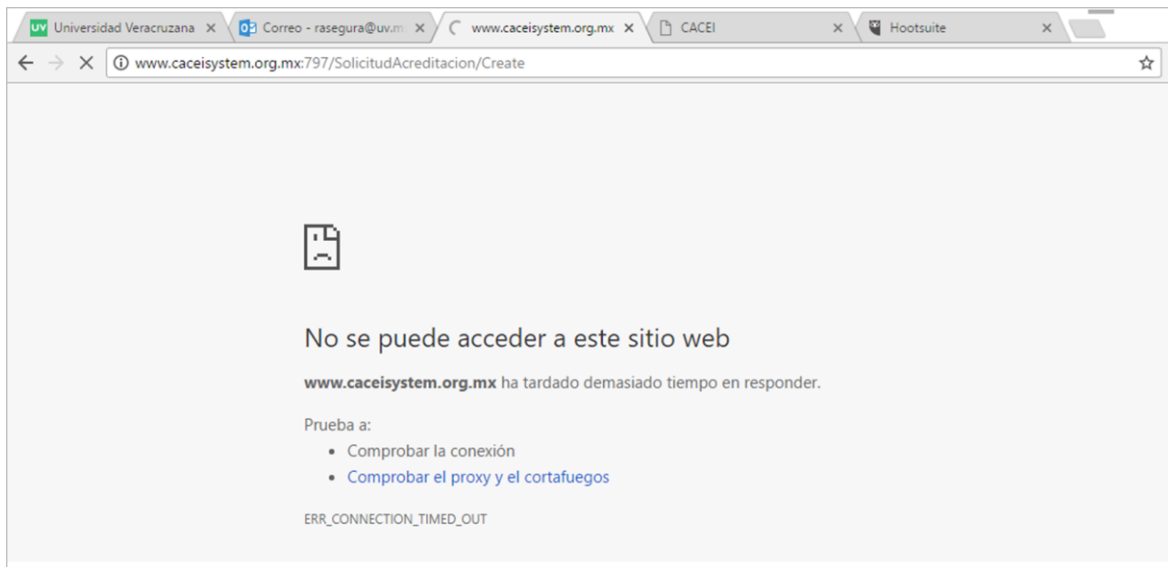 UV Universidad Veracruzana Correo - rasegura@uv.m www.caceisystem.org.mx CACEI Hootsuite
www.caceisystem.org.mx:797/SolicitudAcreditacion/Create
No se puede acceder a este sitio web
www.caceisystem.org.mx ha tardado demasiado tiempo en responder.
Prueba a:
• Comprobar la conexión
• Comprobar el proxy y el cortafuegos
ERR_CONNECTION_TIMED_OUT